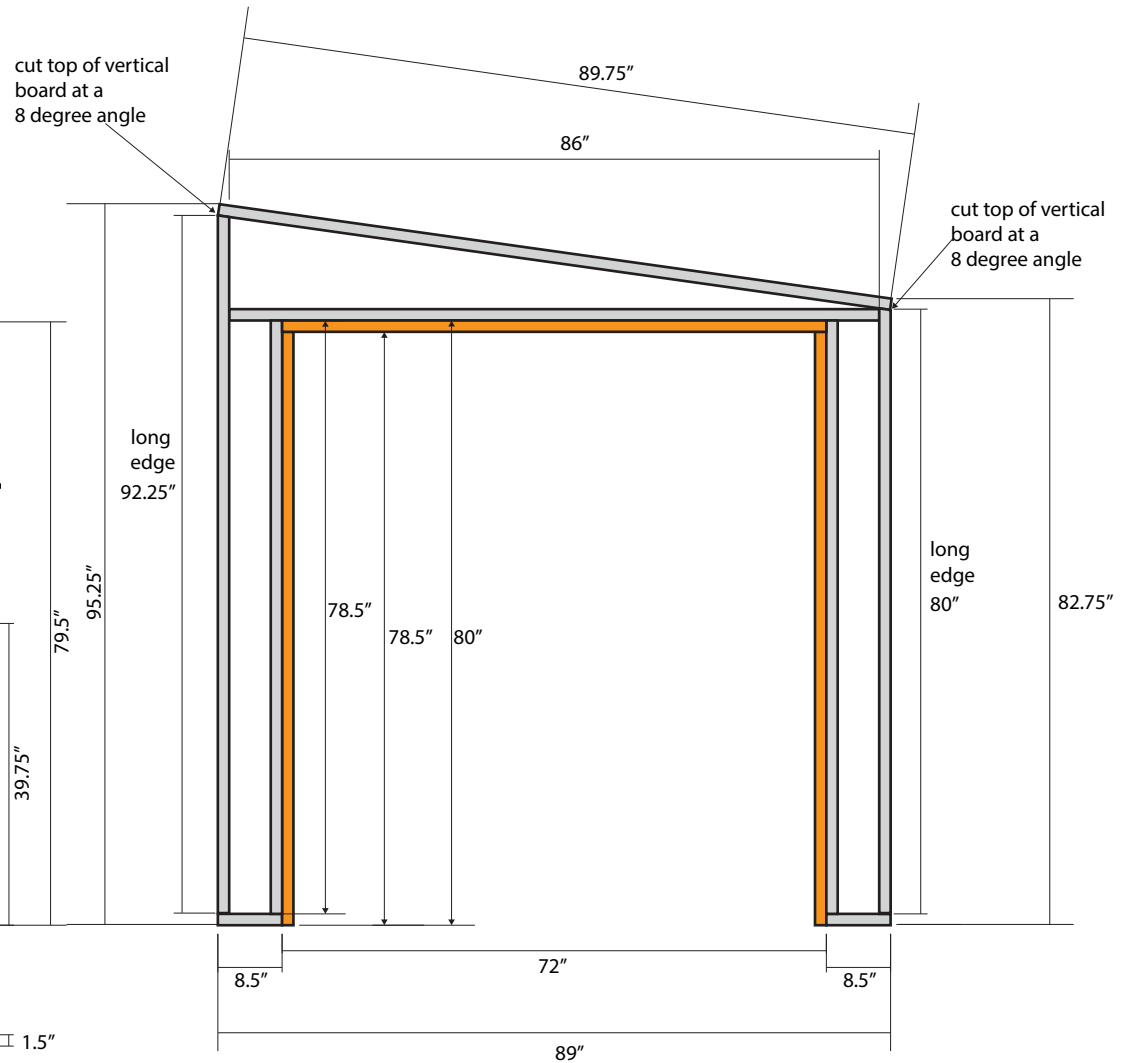 cut top of vertical
board at a
8 degree angle
89.75”
86”
cut top of vertical
board at a
8 degree angle
long
edge
92.25”
95.25”
79.5”
39.75”
78.5”
78.5”
80”
long
edge
80”
82.75”
8.5”
72”
8.5”
89”
1.5”